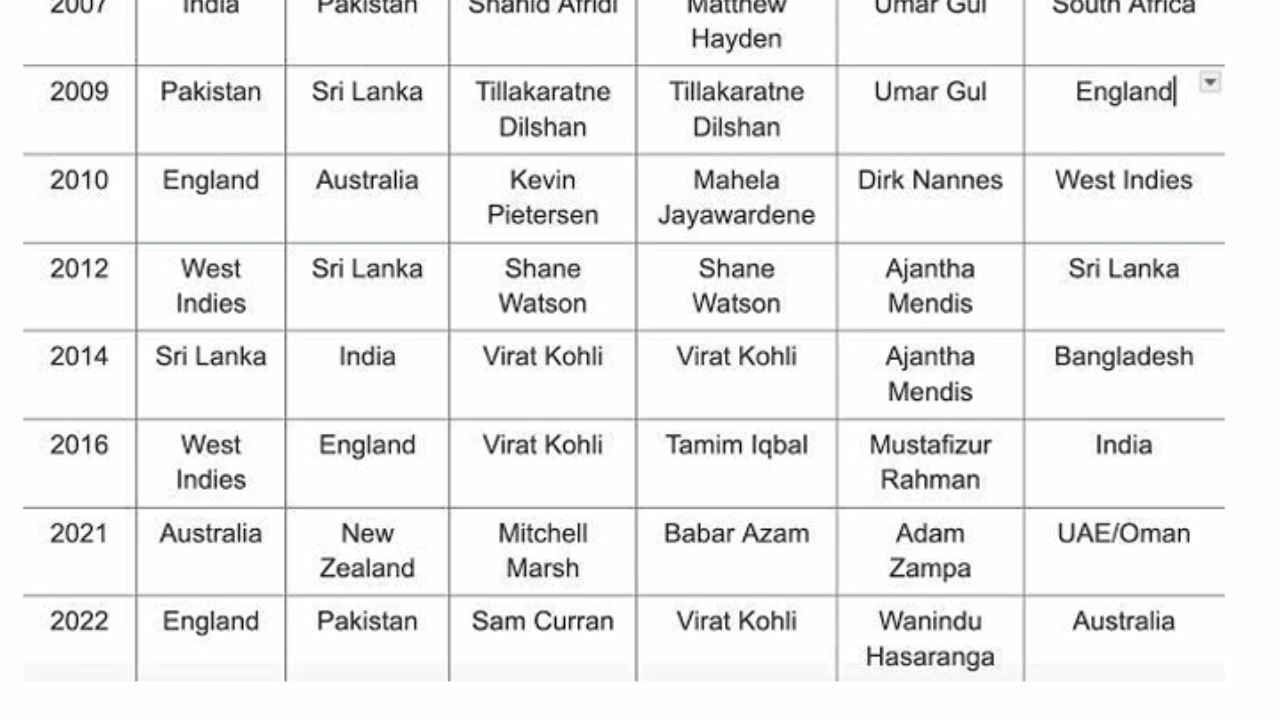 2007 India Pakistan Shahid Afridi Matthew Umar Gul South Africa
Hayden
2009 Pakistan Sri Lanka Tillakaratne Tillakaratne Umar Gul England
Dilshan Dilshan
2010 England Australia Kevin Mahela Dirk Nannes West Indies
Pietersen Jayawardene
2012 West Sri Lanka Shane Shane Ajantha Sri Lanka
Indies Watson Watson Mendis
2014 Sri Lanka India Virat Kohli Virat Kohli Ajantha Bangladesh
Mendis
2016 West England Virat Kohli Tamim Iqbal Mustafizur India
Indies Rahman
2021 Australia New Mitchell Babar Azam Adam UAE/Oman
Zealand Marsh Zampa
2022 England Pakistan Sam Curran Virat Kohli Wanindu Australia
Hasaranga